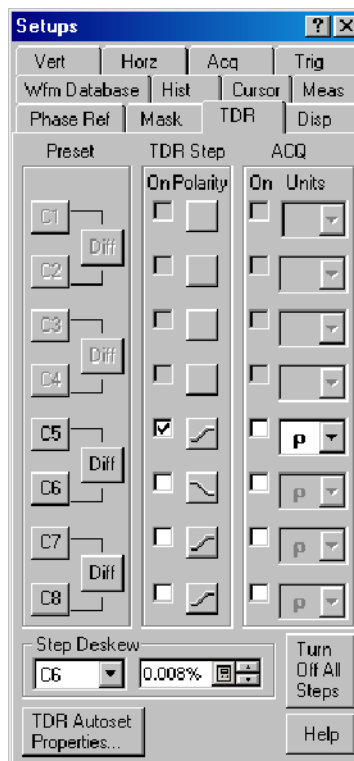 Setups ? X
Vert Horz Acq Trig
Wfm Database Hist Cursor Meas
Phase Ref Mask TDR Disp
Preset TDR Step ACQ
On Polarity On Units
C1
Diff
C2
C3
Diff
C4
C5 ρ
Diff
C6 ρ
C7 ρ
Diff
C8 ρ
Step Deskew
C6 0.008%
Turn
Off All
Steps
TDR Autoset
Properties...
Help